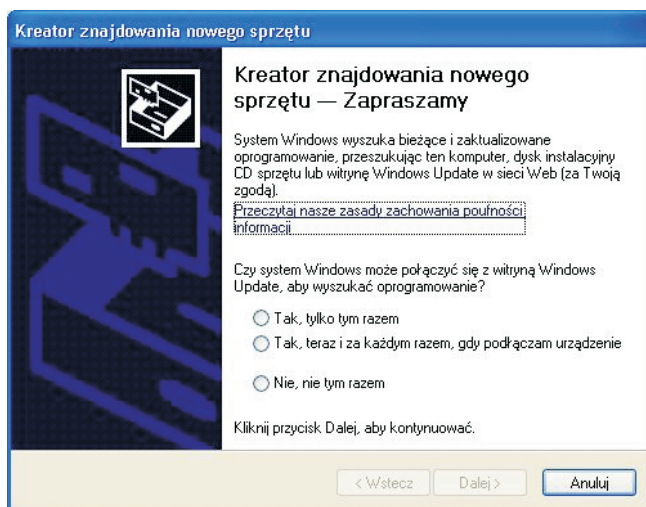 Kreator znajdowania nowego sprzętu
Kreator znajdowania nowego
sprzętu — Zapraszamy
System Windows wyszuka bieżące i zaktualizowane
oprogramowanie, przeszukując ten komputer, dysk instalacyjny
CD sprzętu lub witrynę Windows Update w sieci Web (za Twoją
zgodą).
Przeczytaj nasze zasady zachowania poufności
informacji
Czy system Windows może połączyć się z witryną Windows
Update, aby wyszukać oprogramowanie?
Tak, tylko tym razem
Tak, teraz i za każdym razem, gdy podłączam urządzenie
Nie, nie tym razem
Kliknij przycisk Dalej, aby kontynuować.
< Wstecz Dalej > Anuluj